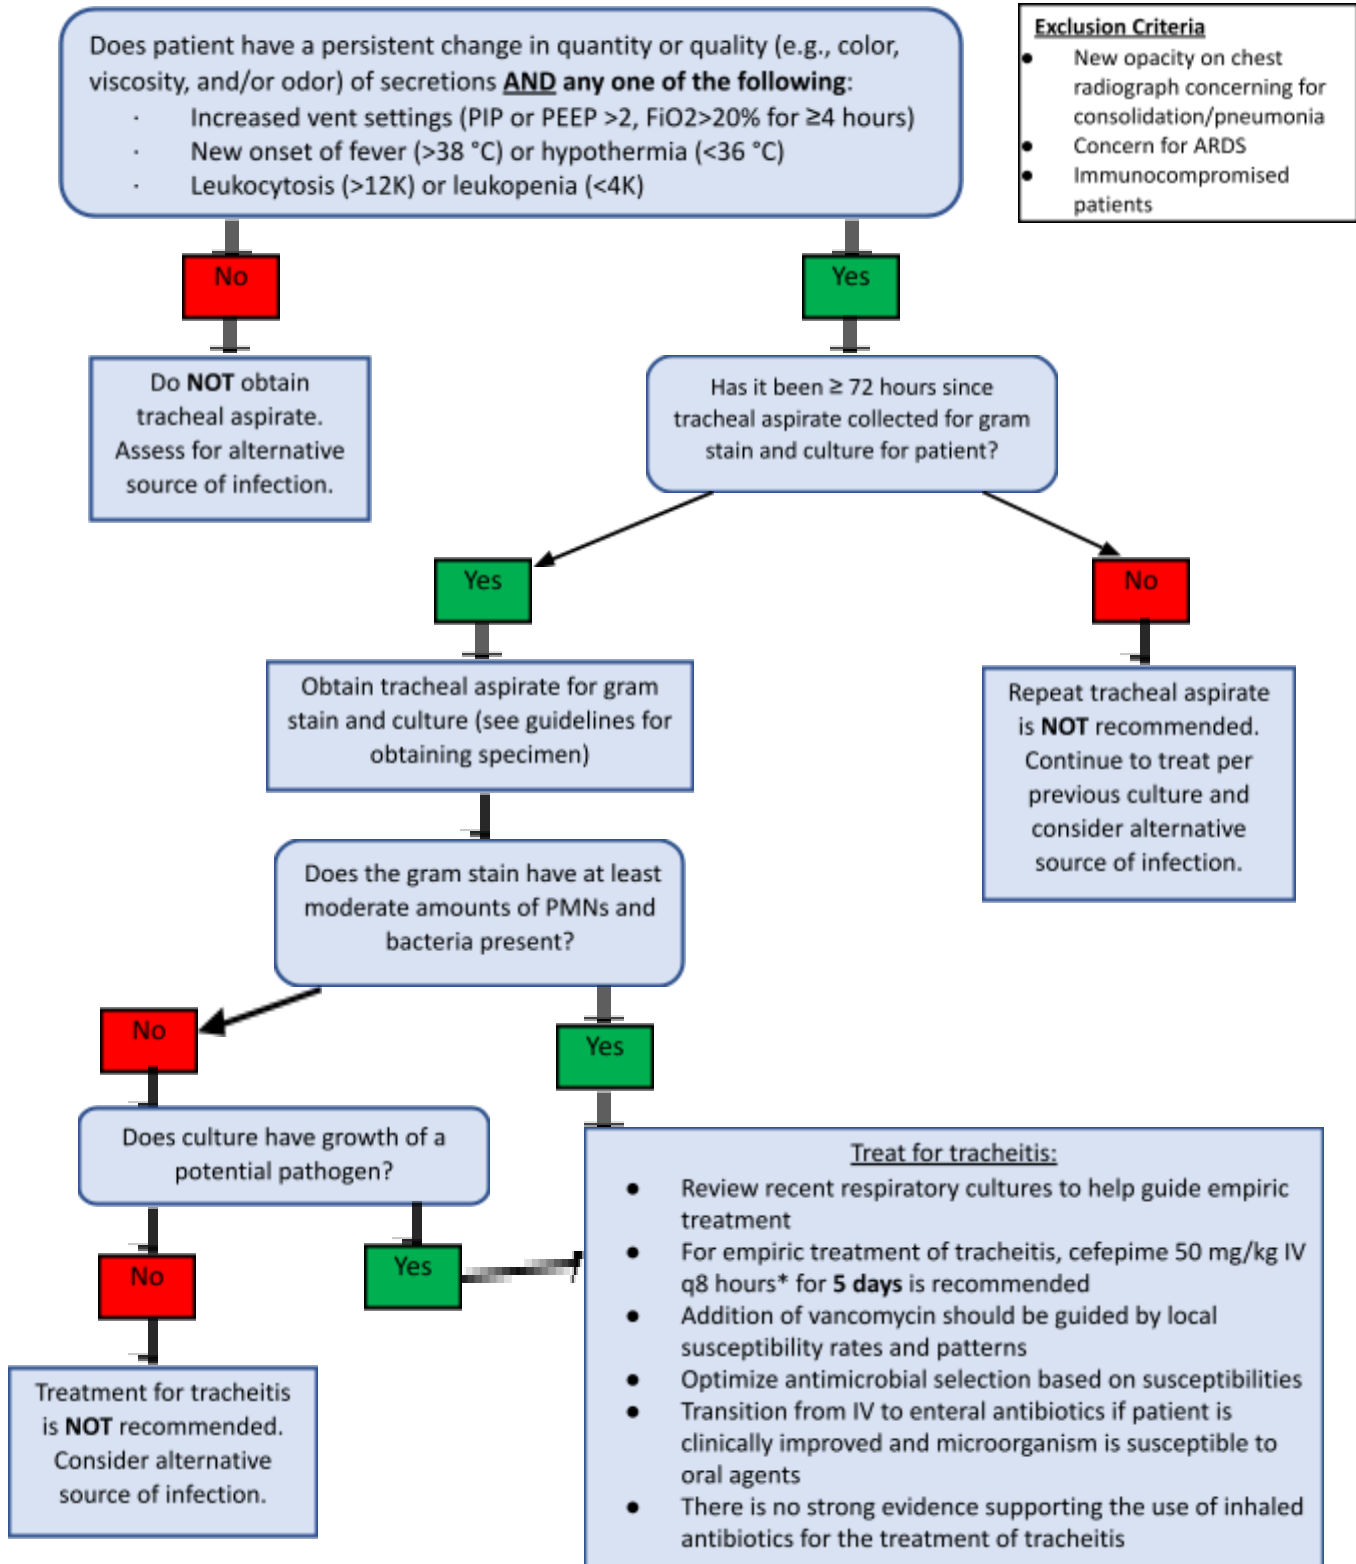 Does patient have a persistent change in quantity or quality (e.g., color,
viscosity, and/or odor) of secretions AND any one of the following:
· Increased vent settings (PIP or PEEP >2, FiO2>20% for ≥4 hours)
· New onset of fever (>38 °C) or hypothermia (<36 °C)
· Leukocytosis (>12K) or leukopenia (<4K)
Exclusion Criteria
● New opacity on chest
radiograph concerning for
consolidation/pneumonia
● Concern for ARDS
● Immunocompromised
patients
No
Yes
Do NOT obtain
tracheal aspirate.
Assess for alternative
source of infection.
Has it been ≥ 72 hours since
tracheal aspirate collected for gram
stain and culture for patient?
Yes
No
Obtain tracheal aspirate for gram
stain and culture (see guidelines for
obtaining specimen)
Repeat tracheal aspirate
is NOT recommended.
Continue to treat per
previous culture and
consider alternative
source of infection.
Does the gram stain have at least
moderate amounts of PMNs and
bacteria present?
No
Yes
Does culture have growth of a
potential pathogen?
No
Yes
Treatment for tracheitis
is NOT recommended.
Consider alternative
source of infection.
Treat for tracheitis:
● Review recent respiratory cultures to help guide empiric
treatment
● For empiric treatment of tracheitis, cefepime 50 mg/kg IV
q8 hours* for 5 days is recommended
● Addition of vancomycin should be guided by local
susceptibility rates and patterns
● Optimize antimicrobial selection based on susceptibilities
● Transition from IV to enteral antibiotics if patient is
clinically improved and microorganism is susceptible to
oral agents
● There is no strong evidence supporting the use of inhaled
antibiotics for the treatment of tracheitis